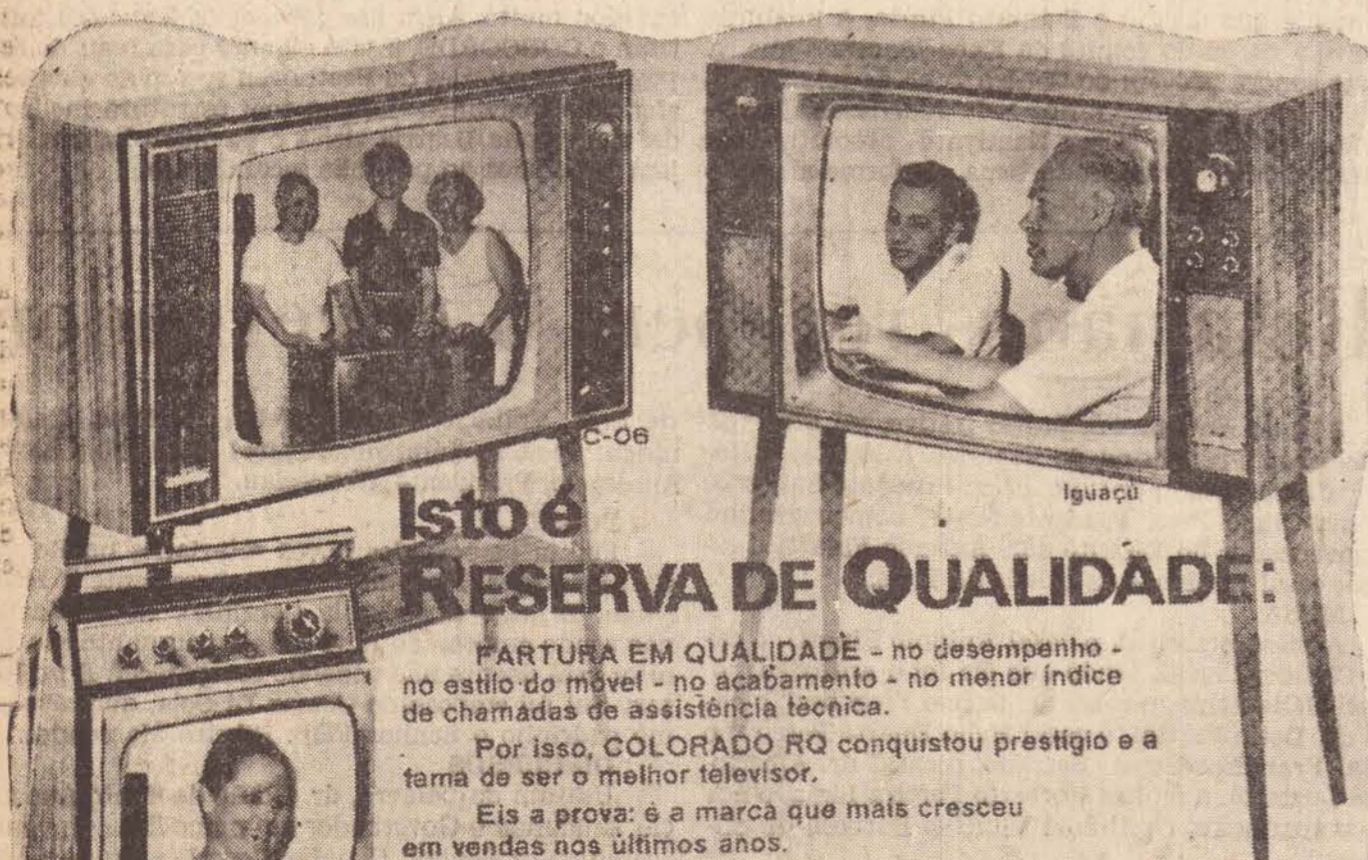 C-06
Iguaçú
Isto é
RESERVA DE QUALIDADE:
FARTURA EM QUALIDADE - no desempenho -
no estilo do móvel - no acabamento - no menor índice
de chamadas de assistência técnica.
Por isso, COLORADO RQ conquistou prestígio e a
fama de ser o melhor televisor.
Eis a prova: é a marca que mais cresceu
em vendas nos últimos anos.